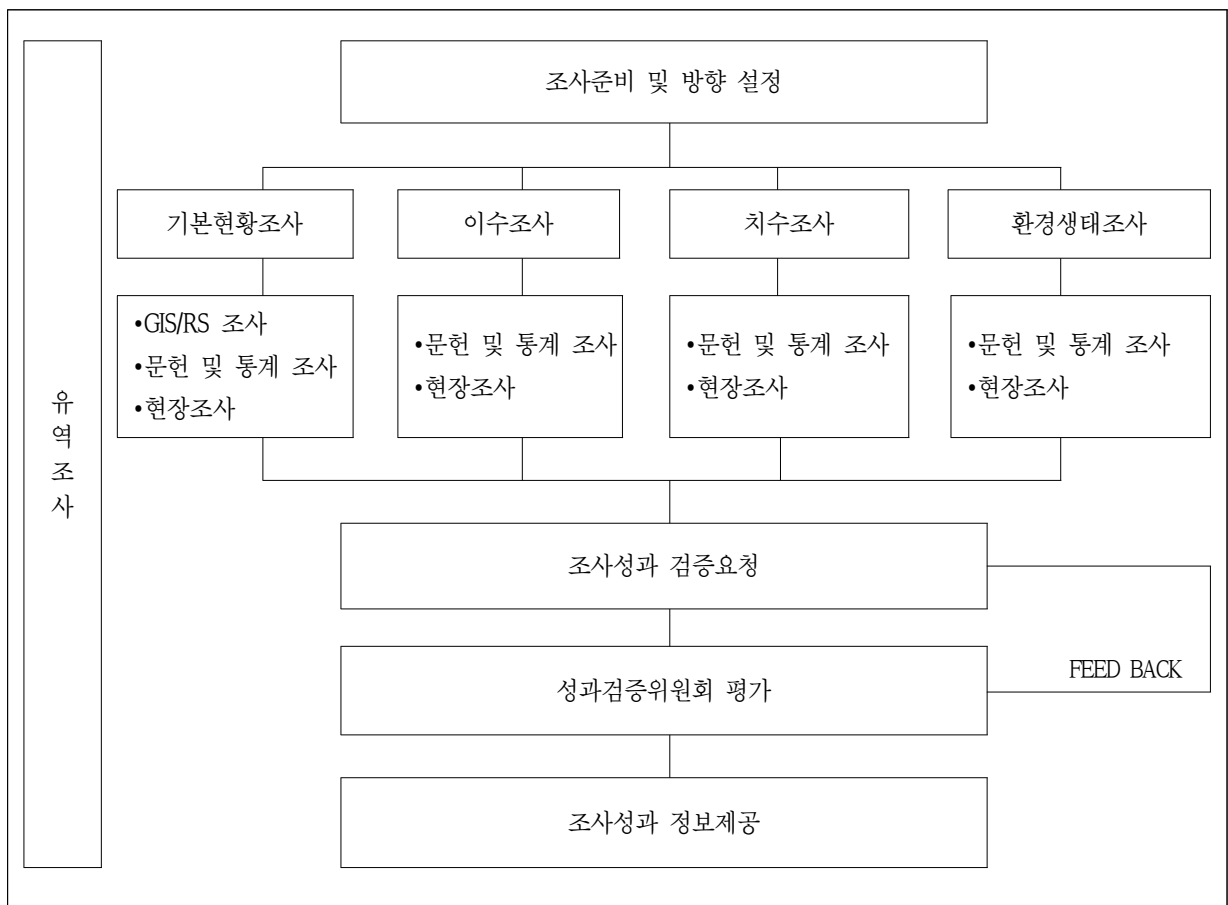 유역조사
조사준비 및 방향 설정
기본현황조사
이수조사
치수조사
환경생태조사
•GIS/RS 조사
•문헌 및 통계 조사
•현장조사
•문헌 및 통계 조사
•현장조사
•문헌 및 통계 조사
•현장조사
•문헌 및 통계 조사
•현장조사
조사성과 검증요청
성과검증위원회 평가
FEED BACK
조사성과 정보제공